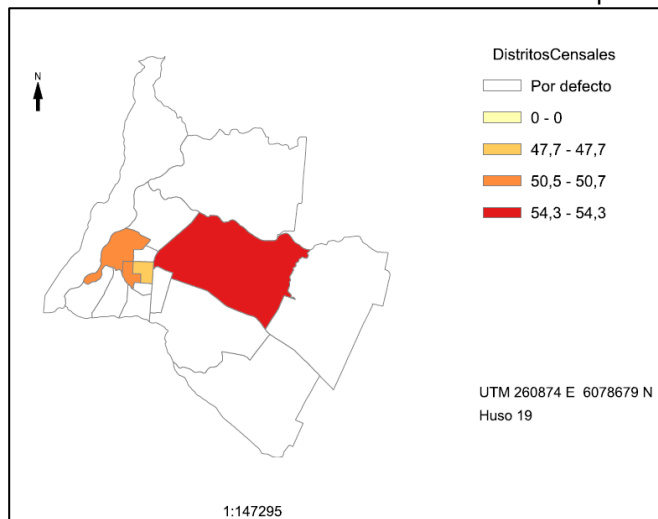 N
DistritosCensales
Por defecto
0 - 0
47,7 - 47,7
50,5 - 50,7
54,3 - 54,3
UTM 260874 E 6078679 N
Huso 19
1:147295